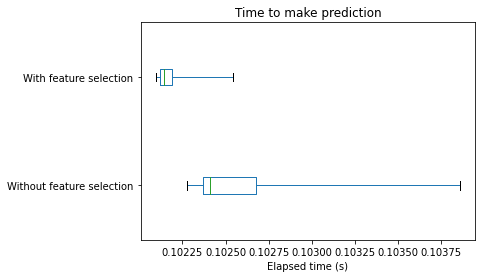 Time to make prediction
With feature selection
Without feature selection
0.10225 0.10250 0.10275 0.10300 0.10325 0.10350 0.10375
Elapsed time (s)